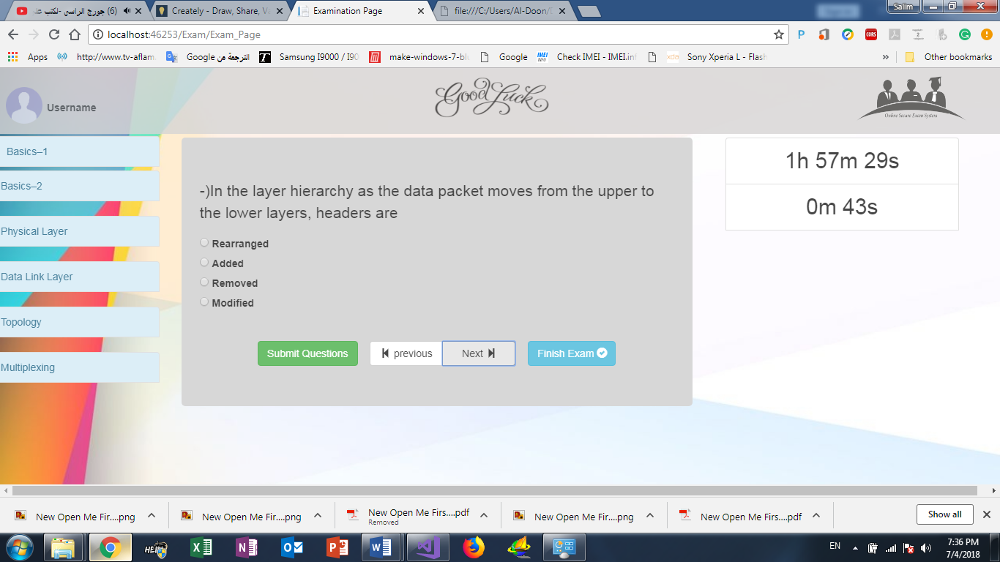 (6) جورج الراسي -لكتب علـ
Creately - Draw, Share, V
Examination Page
file:///C:/Users/Al-Doon/
Salim
localhost:46253/Exam/Exam_Page
Apps
http://www.tv-aflam
Google الترجمة من
Samsung I9000 / I90
make-windows-7-bl
Google
Check IMEI - IMEI.inf
Sony Xperia L - Flash
»
Other bookmarks
Username
Good Luck
Online Secure Exam System
Basics–1
Basics–2
Physical Layer
Data Link Layer
Topology
Multiplexing
-)In the layer hierarchy as the data packet moves from the upper to
the lower layers, headers are
Rearranged
Added
Removed
Modified
Submit Questions
previous
Next
Finish Exam
1h 57m 29s
0m 43s
New Open Me Fir....png
New Open Me Fir....png
New Open Me Firs....pdf
Removed
New Open Me Fir....png
New Open Me Firs....pdf
Show all
EN
7:36 PM
7/4/2018